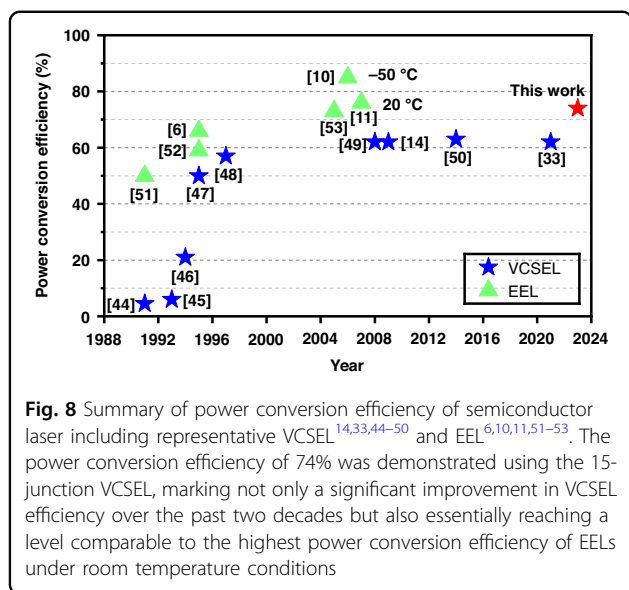 100
80
60
40
20
0
Power conversion efficiency (%)
[10]
–50 °C
This work
[6]
[11]
20 °C
[53]
[52]
[49]
[14]
[50]
[33]
[51]
[47]
[48]
[46]
[44]
[45]
VCSEL
EEL
1988 1992 1996 2000 2004 2008 2012 2016 2020 2024
Year
Fig. 8 Summary of power conversion efficiency of semiconductor
laser including representative VCSEL14,33,44–50 and EEL6,10,11,51–53. The
power conversion efficiency of 74% was demonstrated using the 15-
junction VCSEL, marking not only a significant improvement in VCSEL
efficiency over the past two decades but also essentially reaching a
level comparable to the highest power conversion efficiency of EELs
under room temperature conditions